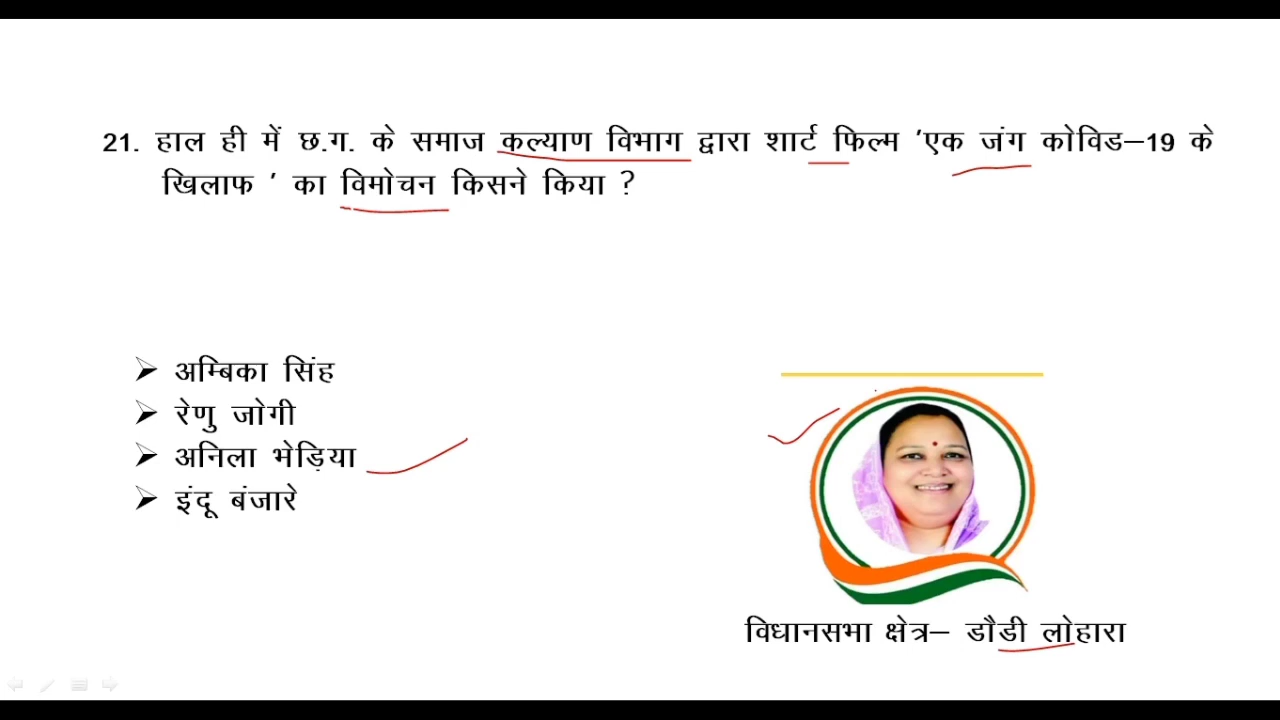 21. हाल ही में छ.ग. के समाज कल्याण विभाग द्वारा शार्ट फिल्म 'एक जंग कोविड–19 के
खिलाफ ' का विमोचन किसने किया ?
➢ अम्बिका सिंह
➢ रेणु जोगी
➢ अनिला भेड़िया
➢ इंदू बंजारे
विधानसभा क्षेत्र– डौडी लोहारा